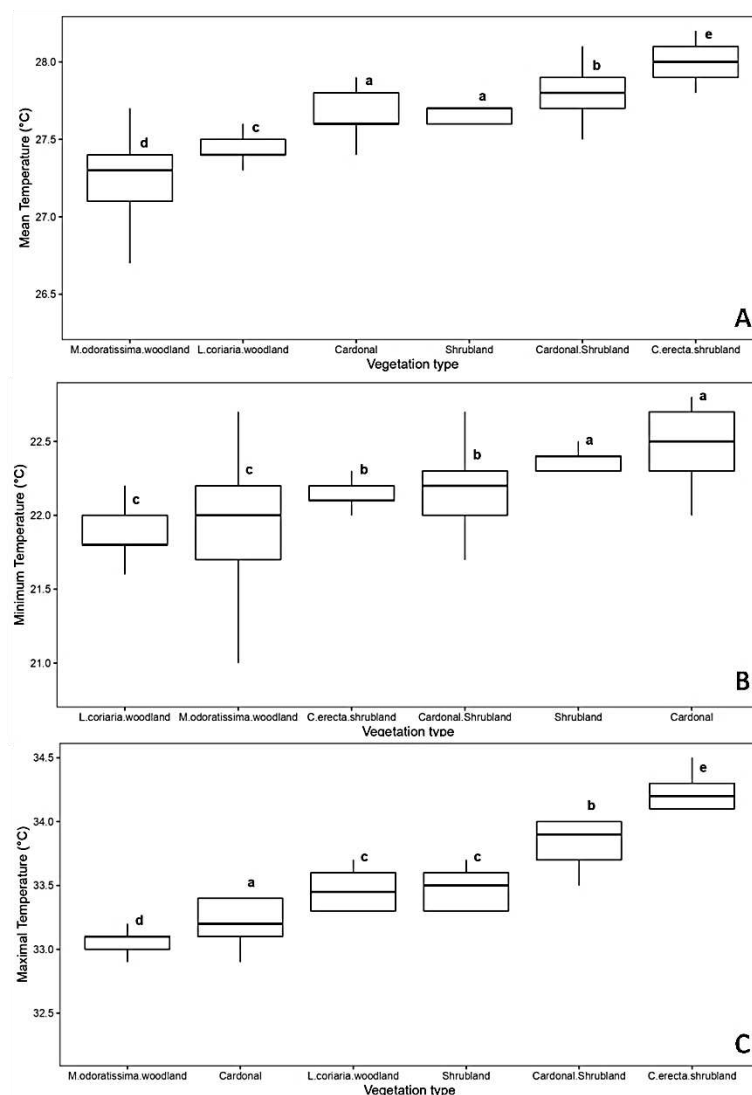 Mean Temperature (°C)
28.0
27.5
27.0
26.5
d
c
a
a
b
e
A
M.odoratissima.woodland L.coriaria.woodland Cardonal Shrubland Cardonal.Shrubland C.erecta.shrubland
Vegetation type
Minimum Temperature (°C)
22.5
22.0
21.5
21.0
c
c
b
b
a
a
B
L.coriaria.woodland M.odoratissima.woodland C.erecta.shrubland Cardonal.Shrubland Shrubland Cardonal
Vegetation type
Maximal Temperature (°C)
34.5
34.0
33.5
33.0
32.5
d
a
c
c
b
e
C
M.odoratissima.woodland Cardonal L.coriaria.woodland Shrubland Cardonal.Shrubland C.erecta.shrubland
Vegetation type